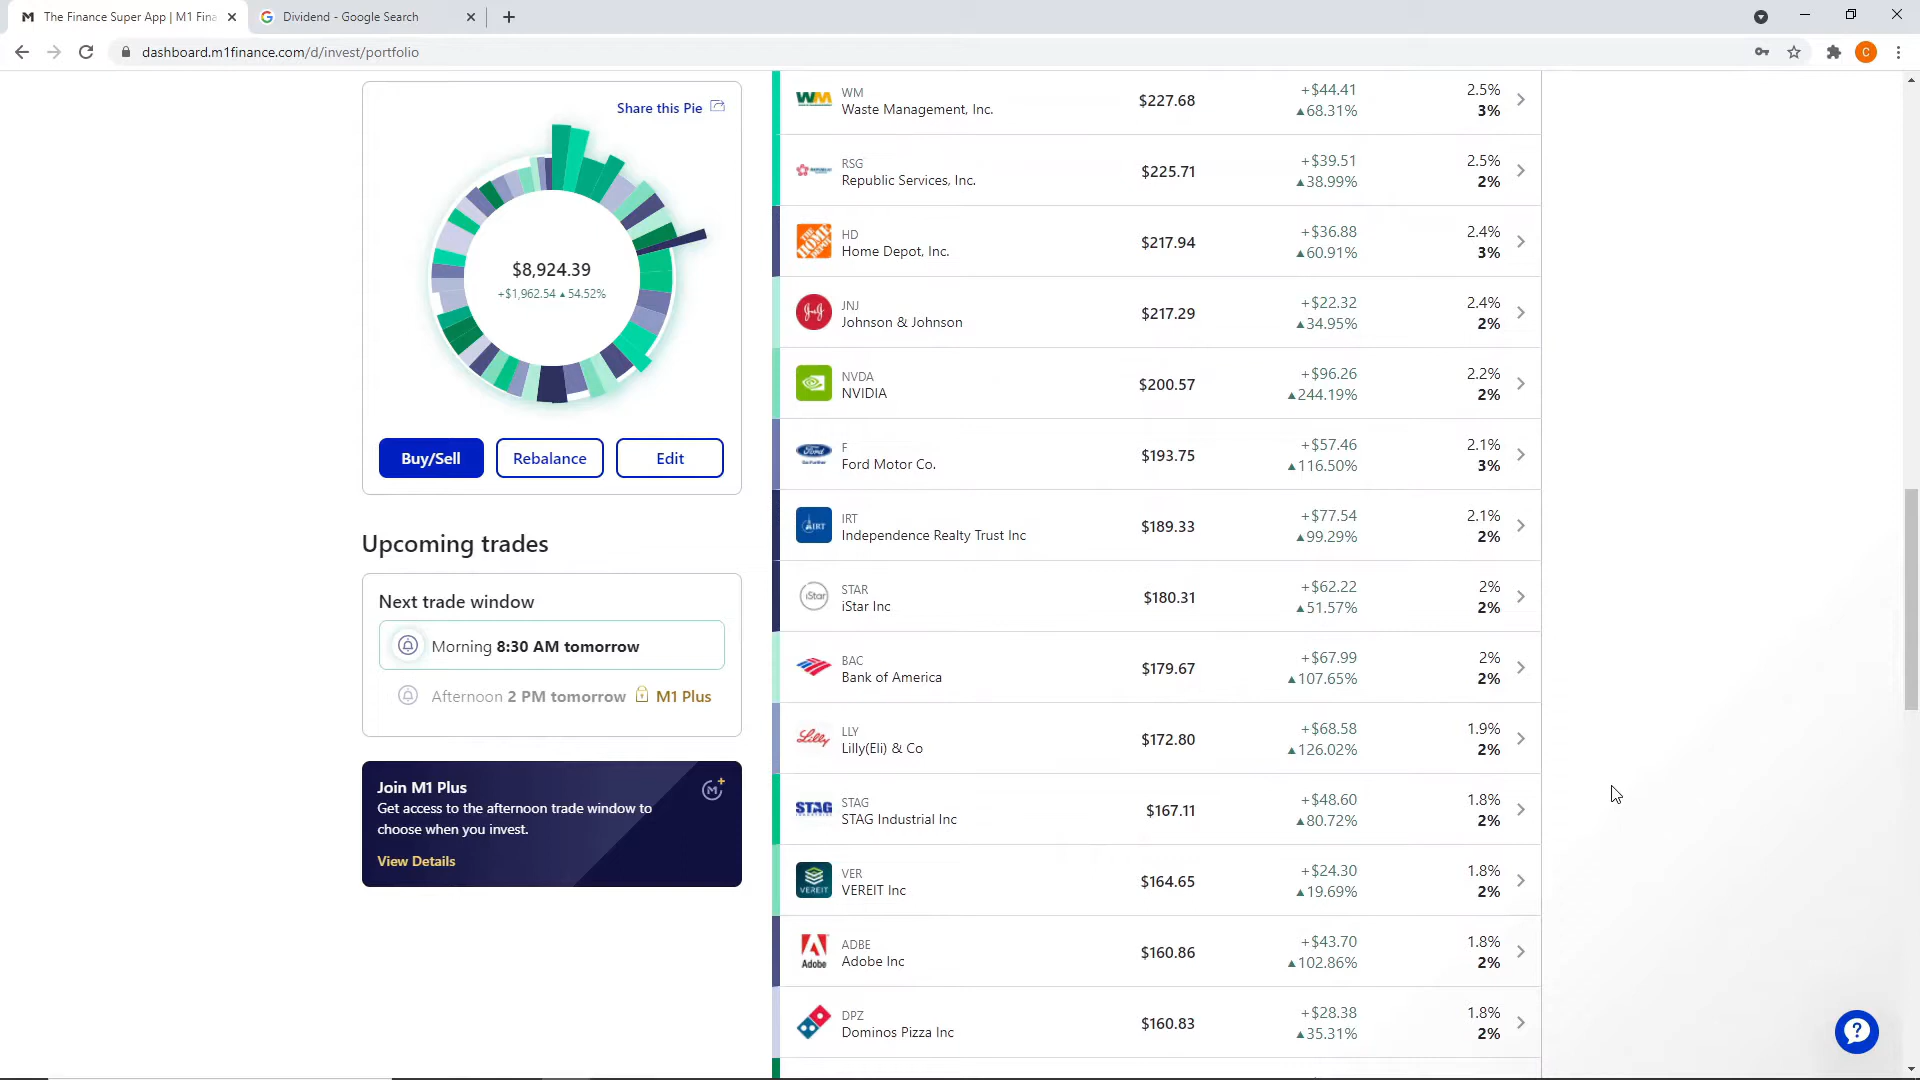 The Finance Super App | M1 Fina
Dividend - Google Search
dashboard.m1finance.com/d/invest/portfolio
C
Share this Pie
$8,924.39
+$1,962.54 ▲ 54.52%
Buy/Sell
Rebalance
Edit
Upcoming trades
Next trade window
Morning 8:30 AM tomorrow
Afternoon 2 PM tomorrow M1 Plus
Join M1 Plus
Get access to the afternoon trade window to
choose when you invest.
View Details
WM
Waste Management, Inc.
$227.68
+$44.41
▲68.31%
2.5%
3%
RSG
Republic Services, Inc.
$225.71
+$39.51
▲38.99%
2.5%
2%
HD
Home Depot, Inc.
$217.94
+$36.88
▲60.91%
2.4%
3%
JNJ
Johnson & Johnson
$217.29
+$22.32
▲34.95%
2.4%
2%
NVDA
NVIDIA
$200.57
+$96.26
▲244.19%
2.2%
2%
F
Ford Motor Co.
$193.75
+$57.46
▲116.50%
2.1%
3%
IRT
Independence Realty Trust Inc
$189.33
+$77.54
▲99.29%
2.1%
2%
iStar
STAR
iStar Inc
$180.31
+$62.22
▲51.57%
2%
2%
BAC
Bank of America
$179.67
+$67.99
▲107.65%
2%
2%
Lilly
LLY
Lilly(Eli) & Co
$172.80
+$68.58
▲126.02%
1.9%
2%
STAG
STAG
STAG Industrial Inc
$167.11
+$48.60
▲80.72%
1.8%
2%
VEREIT
VER
VEREIT Inc
$164.65
+$24.30
▲19.69%
1.8%
2%
Adobe
ADBE
Adobe Inc
$160.86
+$43.70
▲102.86%
1.8%
2%
DPZ
Dominos Pizza Inc
$160.83
+$28.38
▲35.31%
1.8%
2%